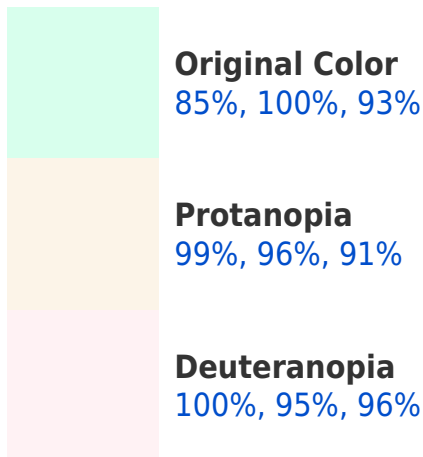 Original Color
85%, 100%, 93%
Protanopia
99%, 96%, 91%
Deuteranopia
100%, 95%, 96%